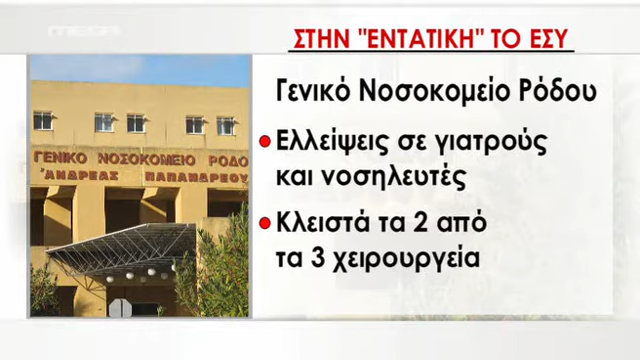 MEGA
ΣΤΗΝ "ΕΝΤΑΤΙΚΗ" ΤΟ ΕΣΥ
Γενικό Νοσοκομείο Ρόδου
• Ελλείψεις σε γιατρούς
και νοσηλευτές
• Κλειστά τα 2 από
τα 3 χειρουργεία
ΓΕΝΙΚΟ ΝΟΣΟΚΟΜΕΙΟ ΡΟΔΟ
'ΑΝΔΡΕΑΣ ΠΑΠΑΝΔΡΕΟΥ